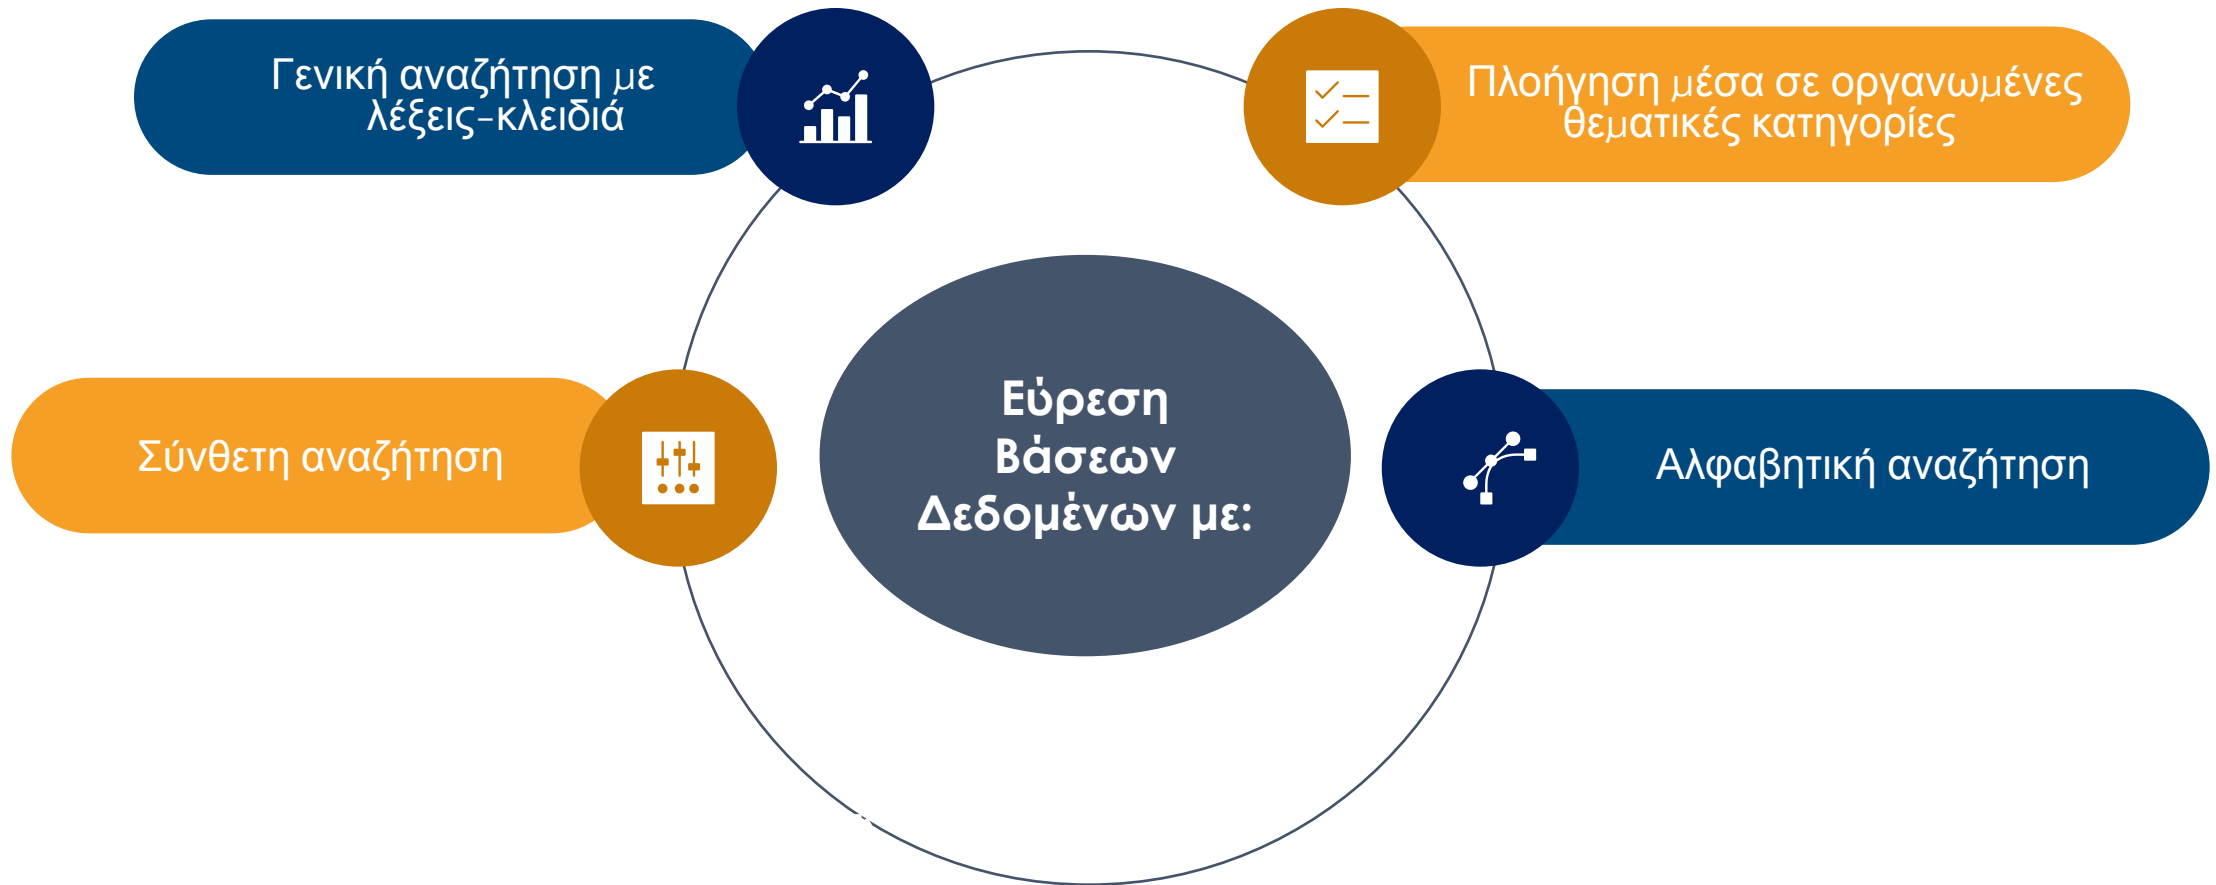 Γενική αναζήτηση με
λέξεις-κλειδιά
Πλοήγηση μέσα σε οργανωμένες
θεματικές κατηγορίες
Εύρεση
Βάσεων
Δεδομένων με:
Σύνθετη αναζήτηση
Αλφαβητική αναζήτηση